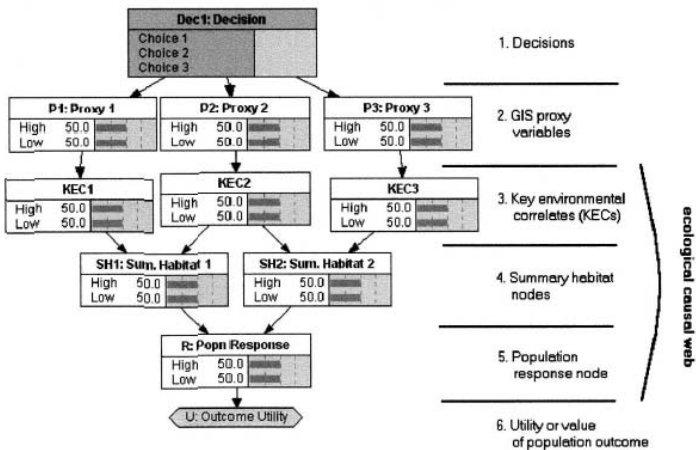 Dec1: Decision
Choice 1
Choice 2
Choice 3
1. Decisions
P1: Proxy 1
High 50.0
Low 50.0
P2: Proxy 2
High 50.0
Low 50.0
P3: Proxy 3
High 50.0
Low 50.0
2. GIS proxy
variables
KEC1
High 50.0
Low 50.0
KEC2
High 50.0
Low 50.0
KEC3
High 50.0
Low 50.0
3. Key environmental
correlates (KECs)
SH1: Sum. Habitat 1
High 50.0
Low 50.0
SH2: Sum. Habitat 2
High 50.0
Low 50.0
4. Summary habitat
nodes
R: Popn Response
High 50.0
Low 50.0
5. Population
response node
U: Outcome Utility
6. Utility or value
of population outcome
ecological causal web